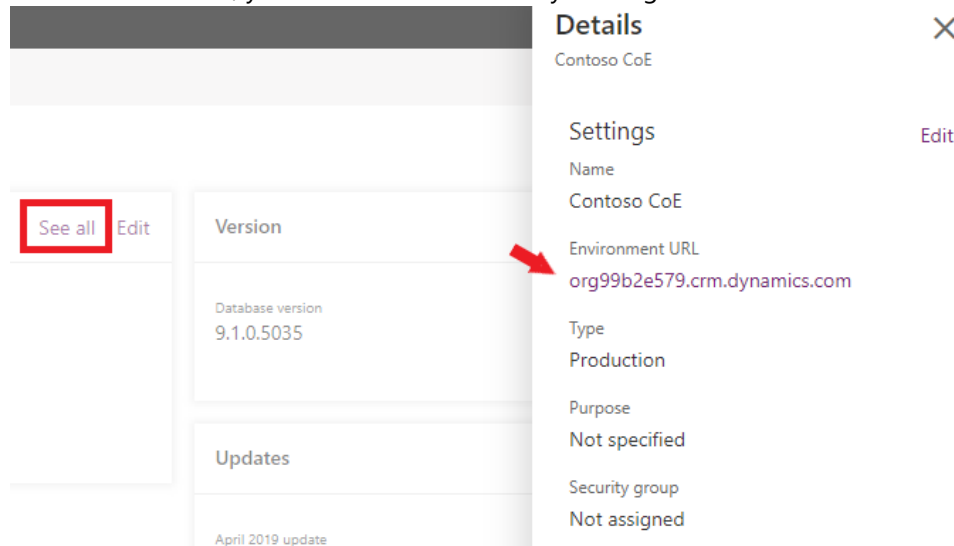 Details
Contoso CoE
Settings
Edit
Name
Contoso CoE
See all Edit
Version
Environment URL
org99b2e579.crm.dynamics.com
Database version
9.1.0.5035
Type
Production
Purpose
Not specified
Updates
Security group
Not assigned
April 2019 update